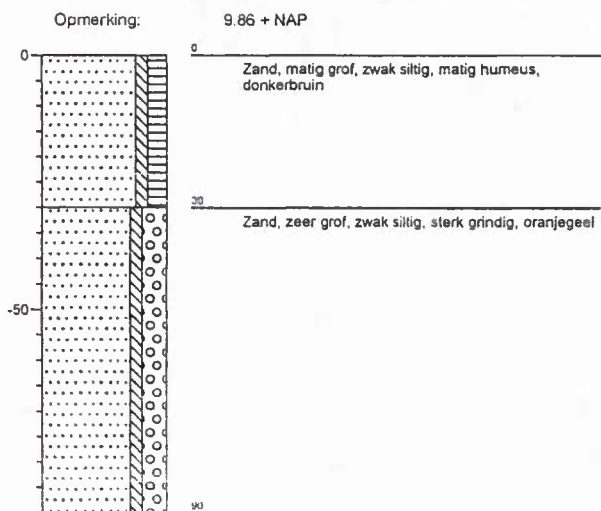 Opmerking: 9.86 + NAP
0
0
Zand, matig grof, zwak siltig, matig humeus,
donkerbruin
30
Zand, zeer grof, zwak siltig, sterk grindig, oranjegeel
-50
90